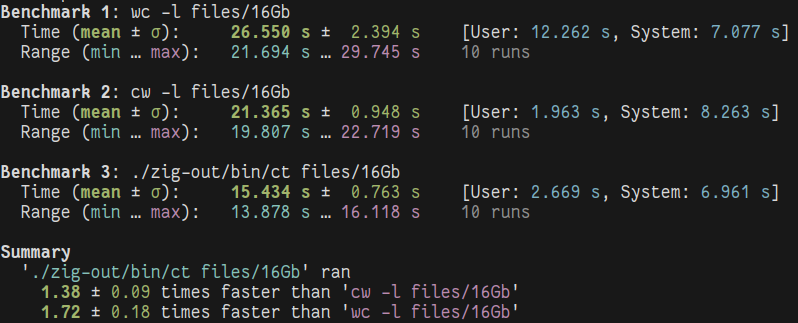 Benchmark 1: wc -l files/16Gb
  Time (mean ± σ):     26.550 s ±  2.394 s    [User: 12.262 s, System: 7.077 s]
  Range (min … max):   21.694 s … 29.745 s    10 runs

Benchmark 2: cw -l files/16Gb
  Time (mean ± σ):     21.365 s ±  0.948 s    [User: 1.963 s, System: 8.263 s]
  Range (min … max):   19.807 s … 22.719 s    10 runs

Benchmark 3: ./zig-out/bin/ct files/16Gb
  Time (mean ± σ):     15.434 s ±  0.763 s    [User: 2.669 s, System: 6.961 s]
  Range (min … max):   13.878 s … 16.118 s    10 runs

Summary
  './zig-out/bin/ct files/16Gb' ran
    1.38 ± 0.09 times faster than 'cw -l files/16Gb'
    1.72 ± 0.18 times faster than 'wc -l files/16Gb'